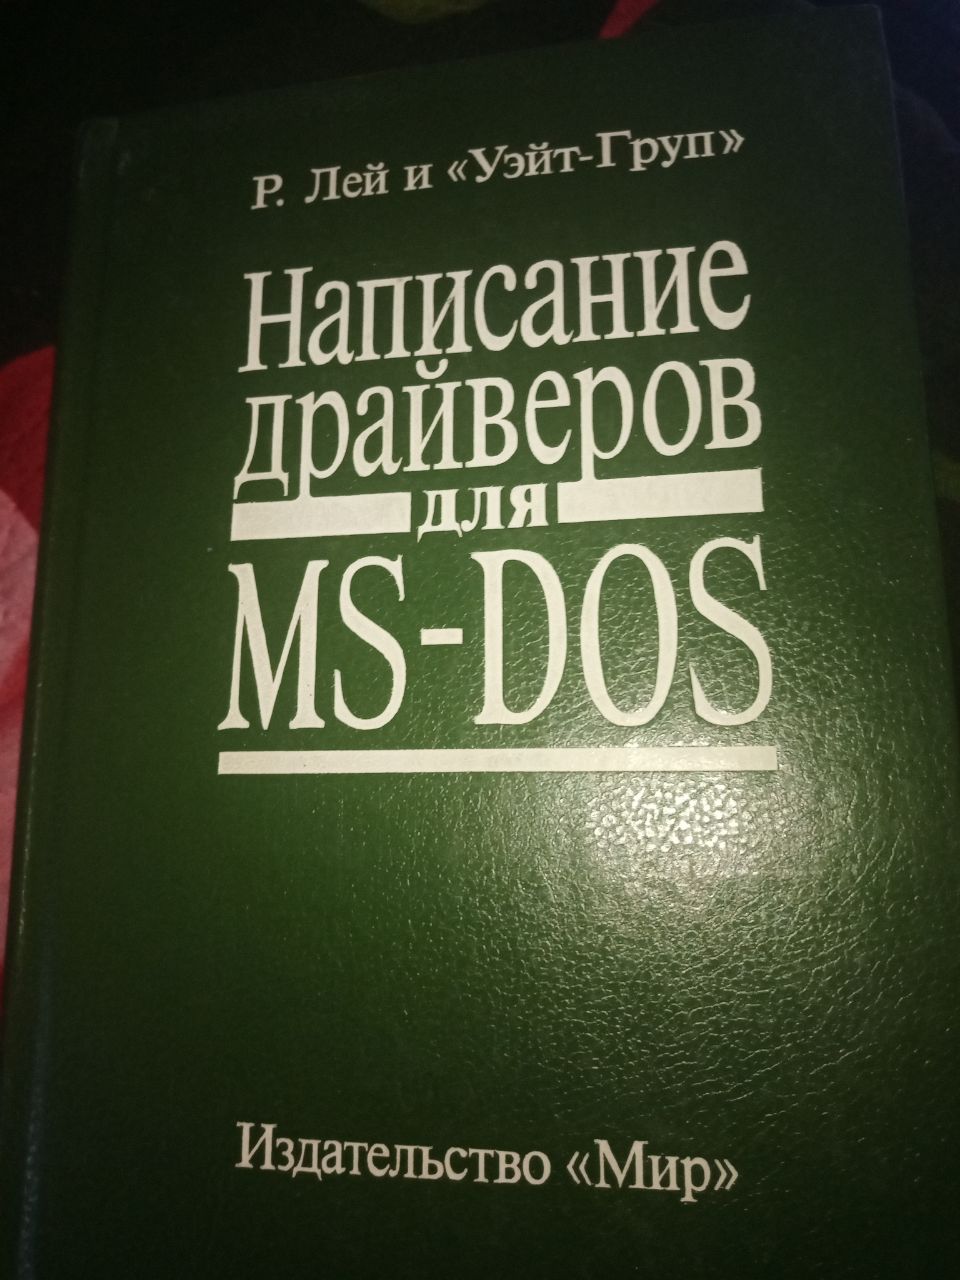 Р. Лей и «Уэйт-Груп»
Написание
драйверов
для
MS-DOS
Издательство «Мир»